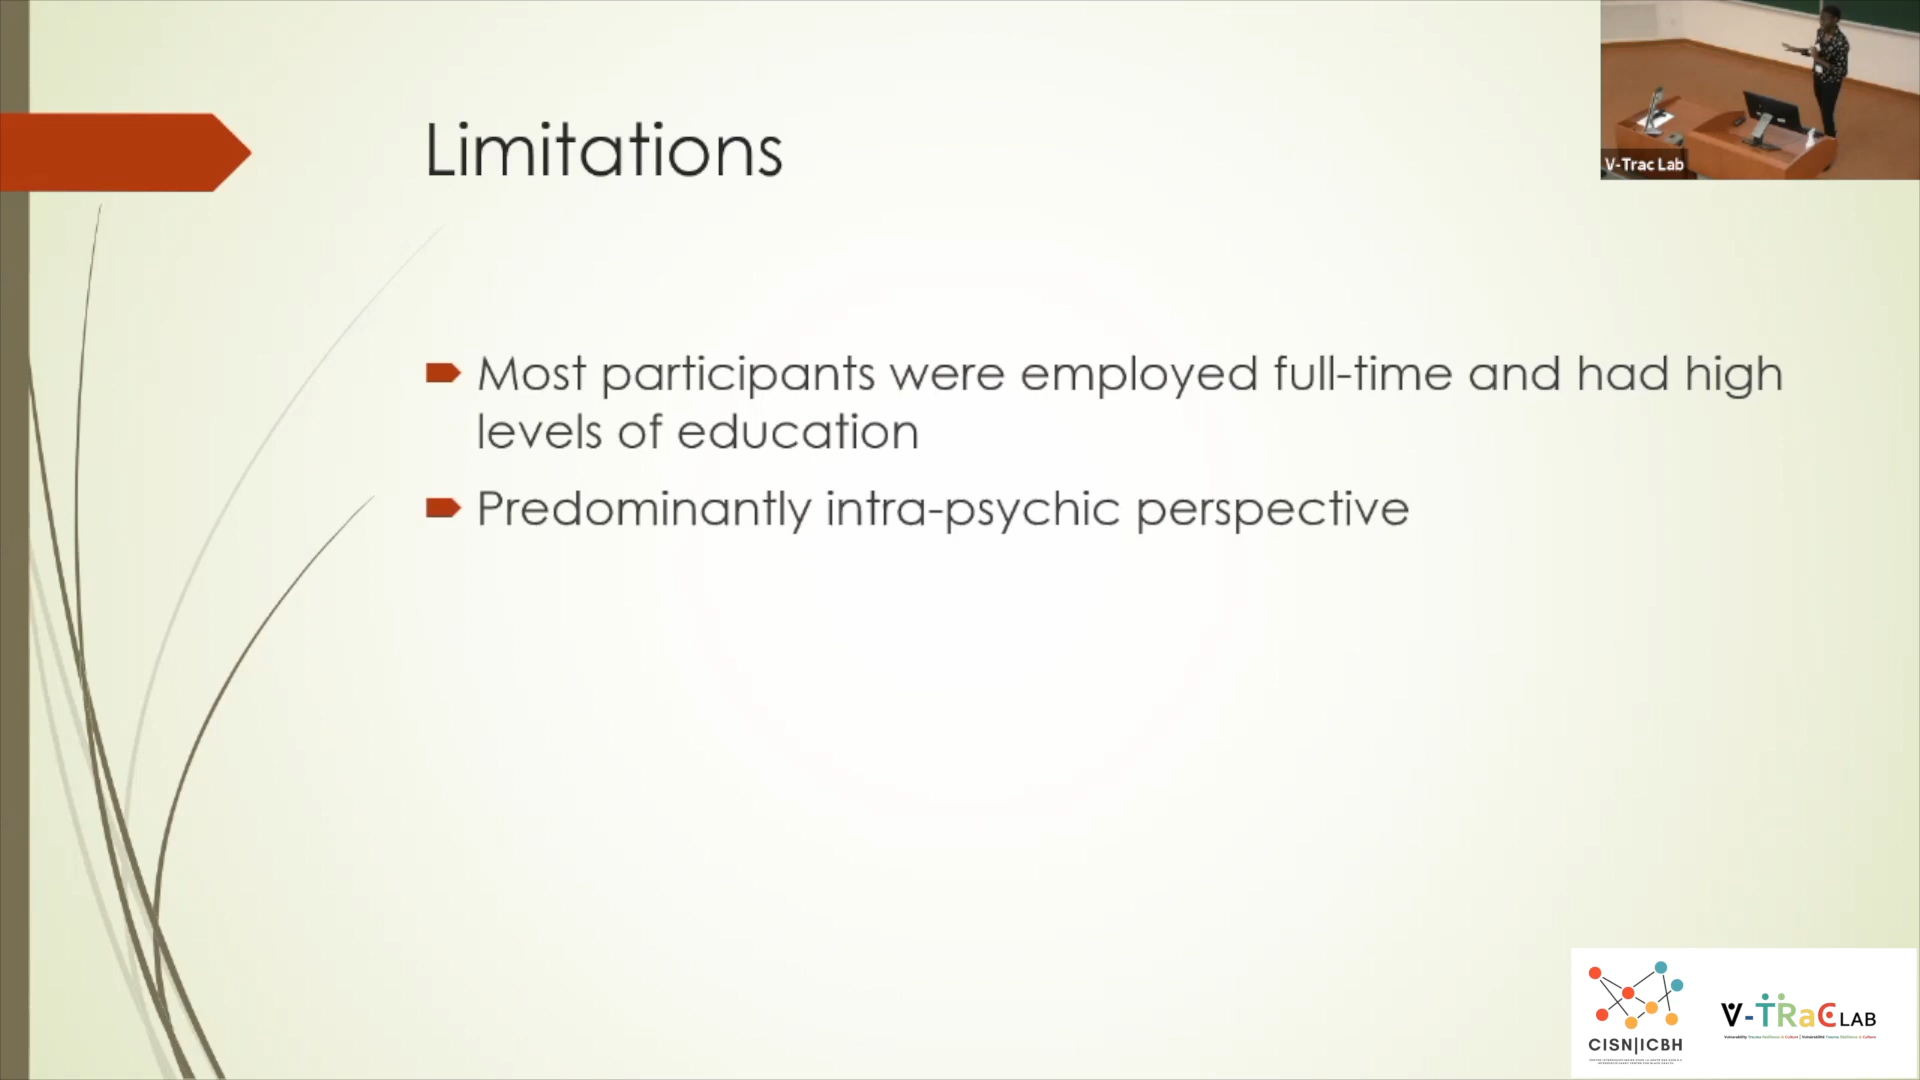 Limitations
V-Trac Lab
Most participants were employed full-time and had high
levels of education
Predominantly intra-psychic perspective
CISN|ICBH
V-TRaC LAB